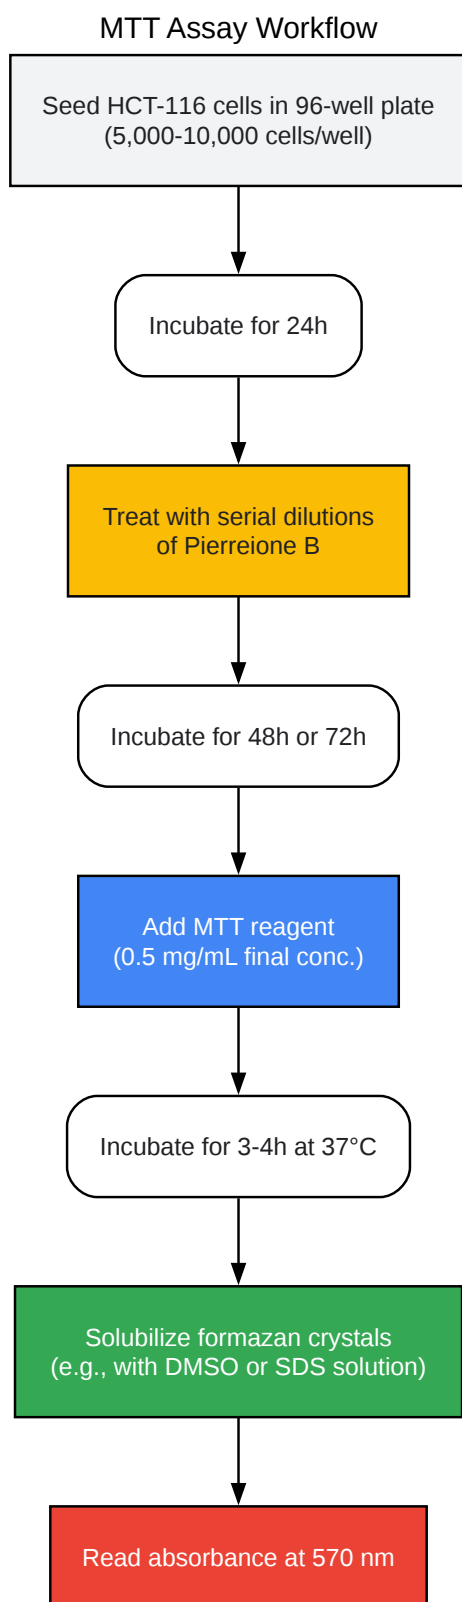 MTT Assay Workflow
Seed HCT-116 cells in 96-well plate
(5,000-10,000 cells/well)
Incubate for 24h
Treat with serial dilutions
of Pierreione B
Incubate for 48h or 72h
Add MTT reagent
(0.5 mg/mL final conc.)
Incubate for 3-4h at 37°C
Solubilize formazan crystals
(e.g., with DMSO or SDS solution)
Read absorbance at 570 nm